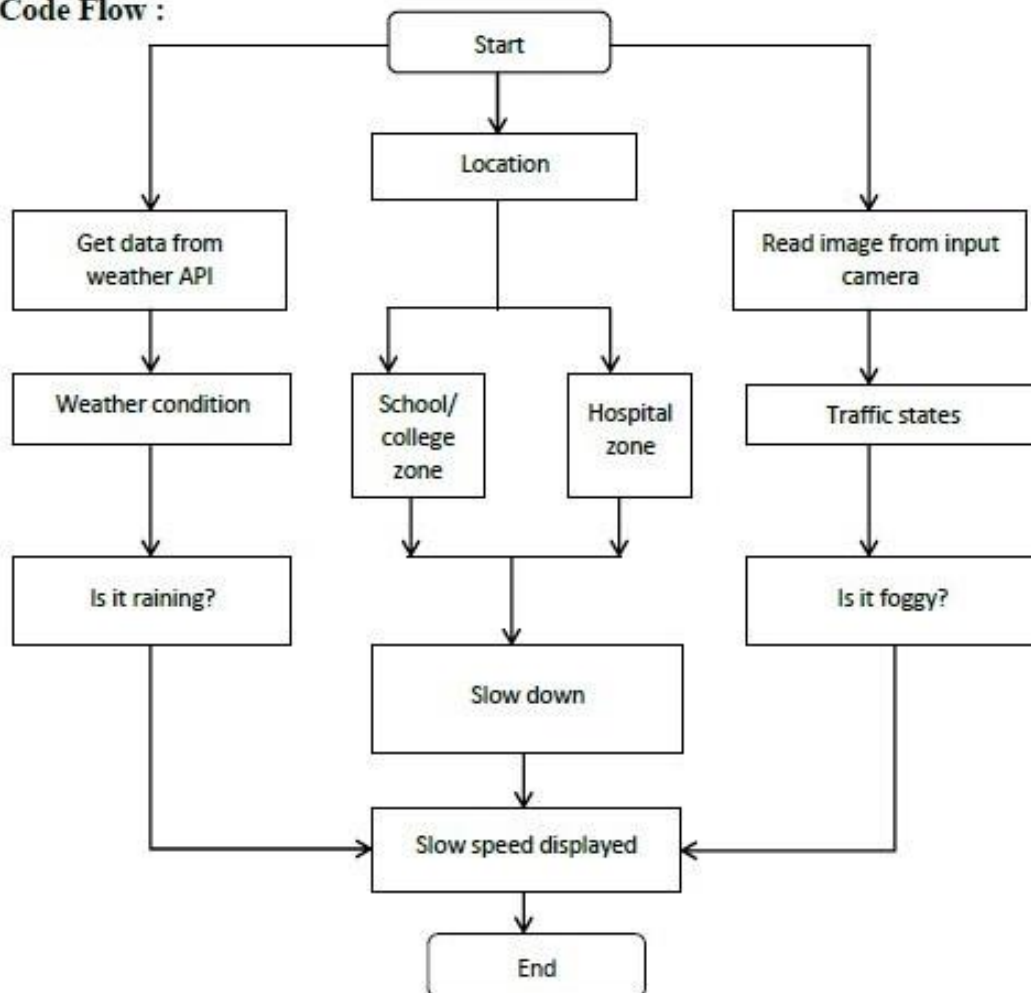 Code Flow :
Start
Location
Get data from
weather API
Read image from input
camera
Weather condition
School/
college
zone
Hospital
zone
Traffic states
Is it raining?
Is it foggy?
Slow down
Slow speed displayed
End